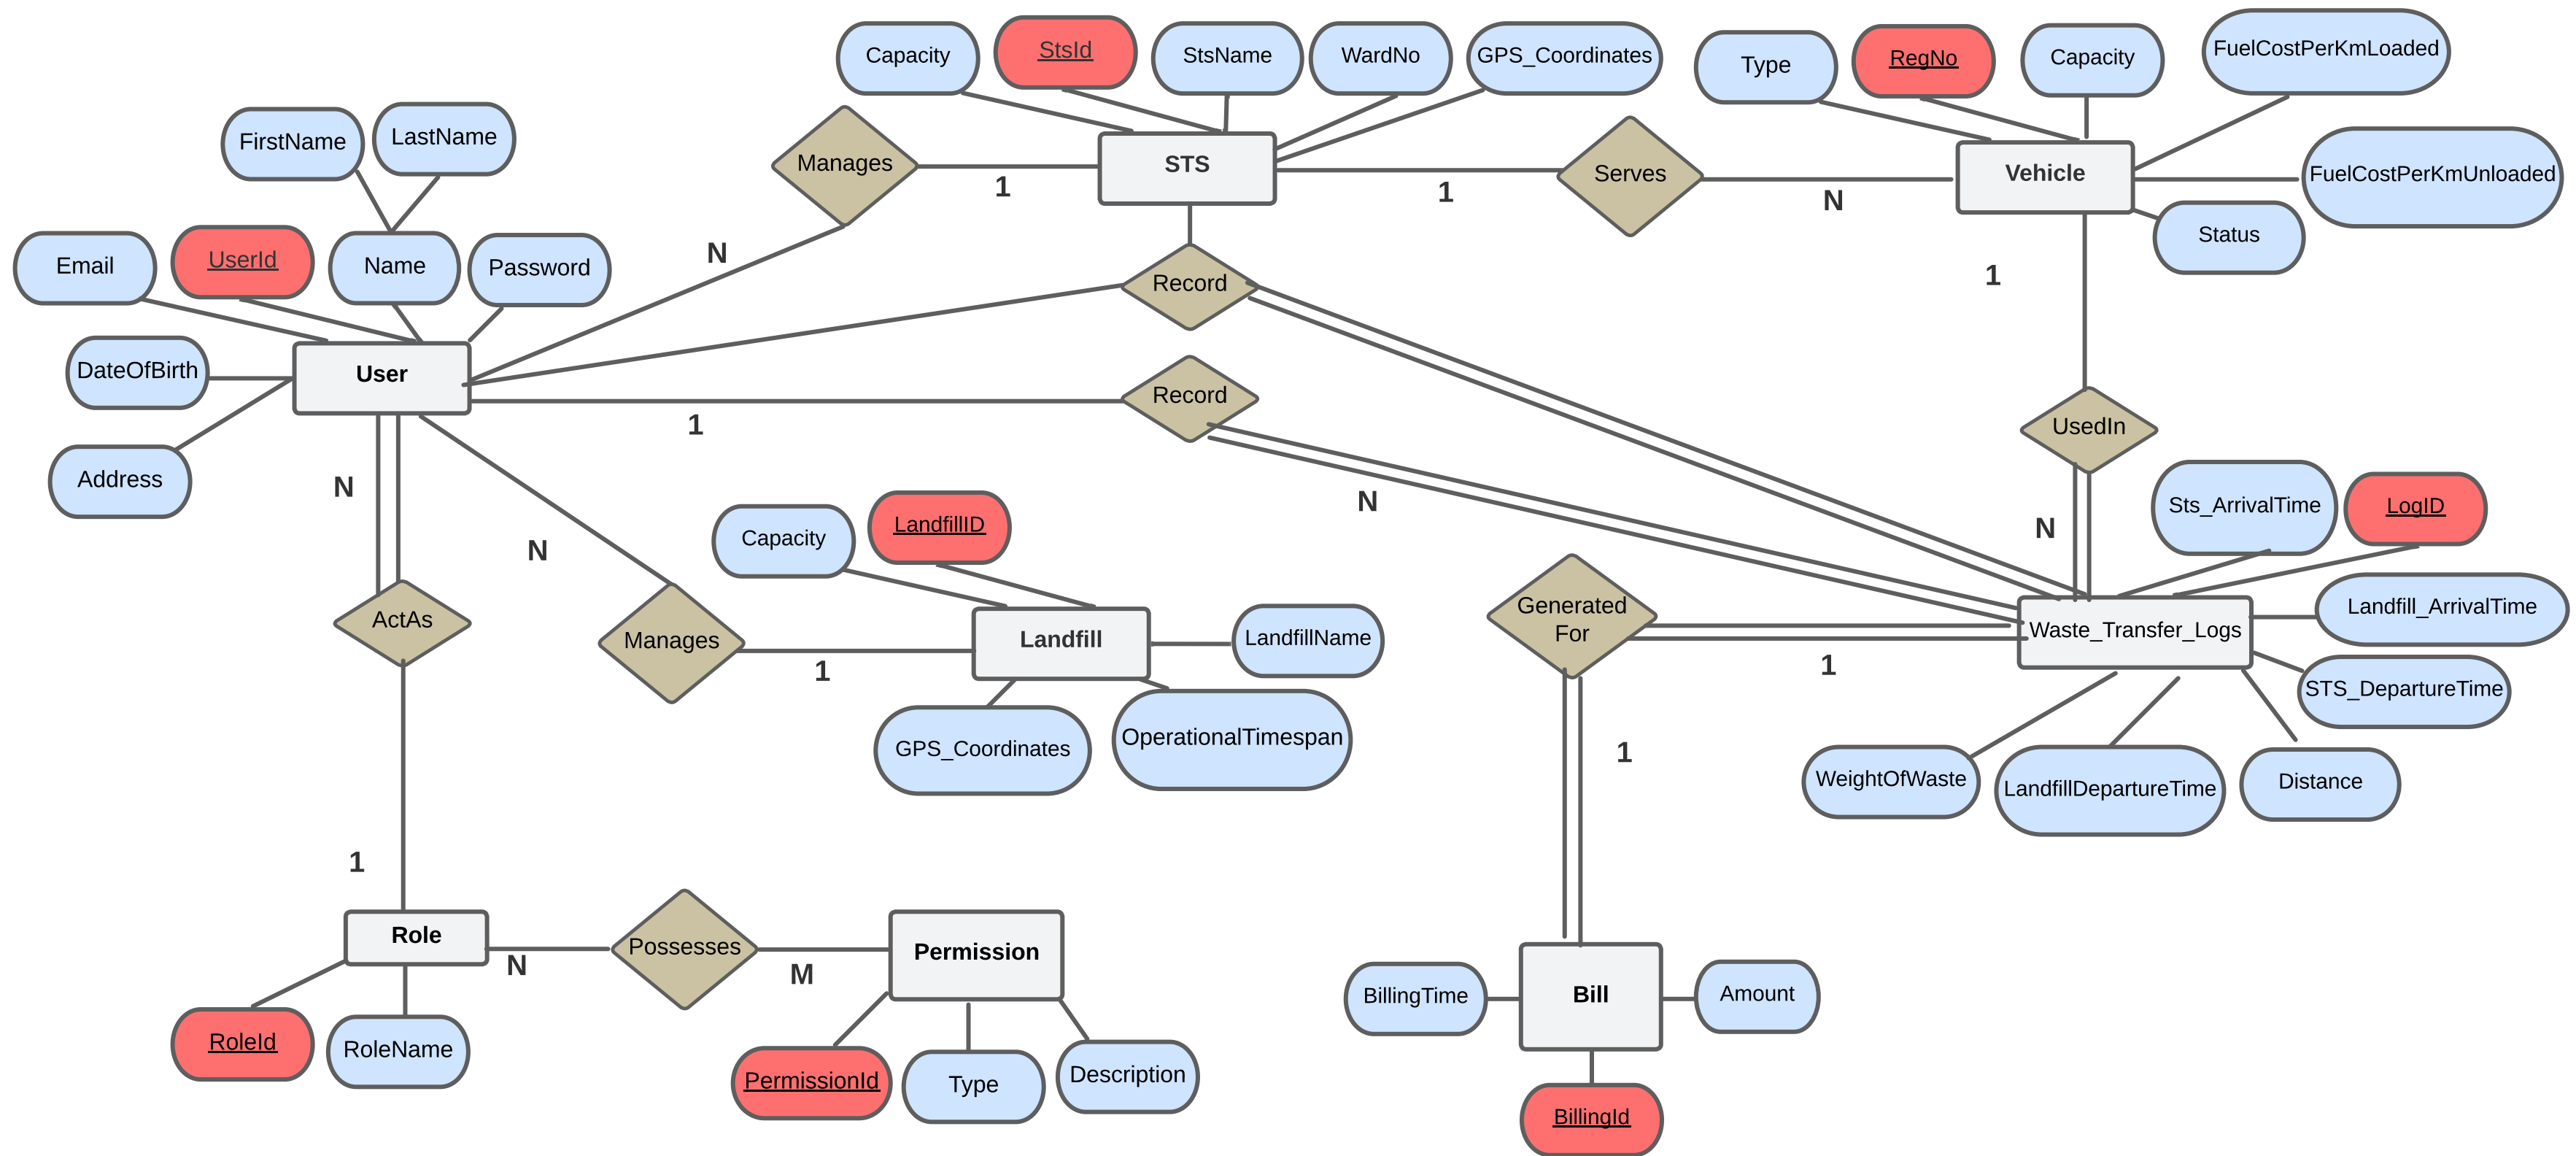 Capacity
StsId
StsName
WardNo
GPS_Coordinates
Type
RegNo
Capacity
FuelCostPerKmLoaded
FirstName
LastName
Manages
1
STS
1
Serves
N
Vehicle
FuelCostPerKmUnloaded
Status
Email
UserId
Name
Password
N
Record
1
DateOfBirth
User
Record
1
UsedIn
Address
N
N
N
Capacity
LandfillID
N
Sts_ArrivalTime
LogID
ActAs
Manages
1
Landfill
LandfillName
Generated
For
1
Waste_Transfer_Logs
Landfill_ArrivalTime
STS_DepartureTime
GPS_Coordinates
OperationalTimespan
1
WeightOfWaste
LandfillDepartureTime
Distance
1
Role
N
Possesses
M
Permission
BillingTime
Bill
Amount
RoleId
RoleName
PermissionId
Type
Description
BillingId